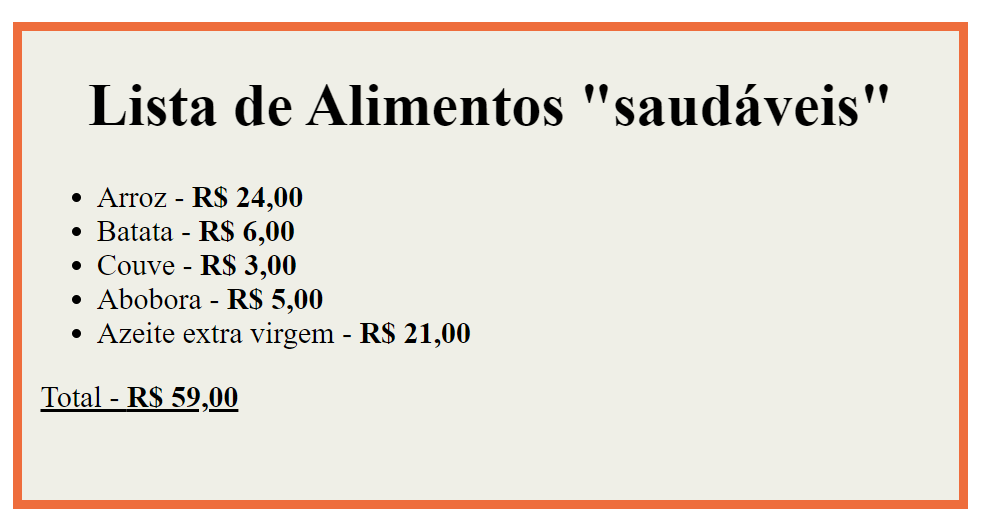 Lista de Alimentos "saudáveis"
Arroz - R$ 24,00
Batata - R$ 6,00
Couve - R$ 3,00
Abobora - R$ 5,00
Azeite extra virgem - R$ 21,00
Total - R$ 59,00